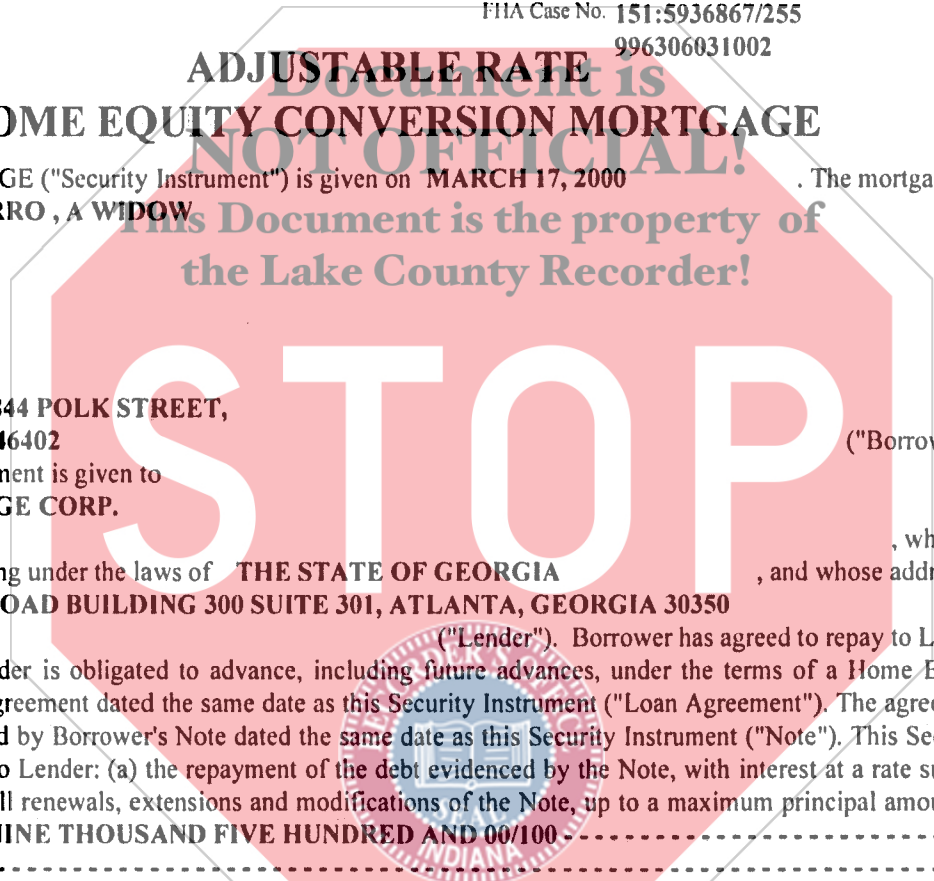 FHA Case No. 151:5936867/255
996306031002
ADJUSTABLE RATE
OME EQUITY CONVERSION MORTGAGE
Document is
NOT OFFICIAL!
This Document is the property of
the Lake County Recorder!
GE ("Security Instrument") is given on MARCH 17, 2000 . The mortga
RRO , A WIDOW
STOP
344 POLK STREET,
46402 ("Borrow
ment is given to
GE CORP.
, wh
ng under the laws of THE STATE OF GEORGIA , and whose addr
OAD BUILDING 300 SUITE 301, ATLANTA, GEORGIA 30350
("Lender"). Borrower has agreed to repay to L
der is obligated to advance, including future advances, under the terms of a Home E
greement dated the same date as this Security Instrument ("Loan Agreement"). The agree
d by Borrower's Note dated the same date as this Security Instrument ("Note"). This Se
o Lender: (a) the repayment of the debt evidenced by the Note, with interest at a rate su
ll renewals, extensions and modifications of the Note, up to a maximum principal amou
NINE THOUSAND FIVE HUNDRED AND 00/100 - - - - - - - - - - - - - - - - - - - - - - - - - - -
- - - - - - - - - - - - - - - - - - - - - - - - - - - - - - - - - - - - - - - - - - - - - - - - - - - - - - - - - - - -
RECORDER'S OFFICE
SEAL
INDIANA